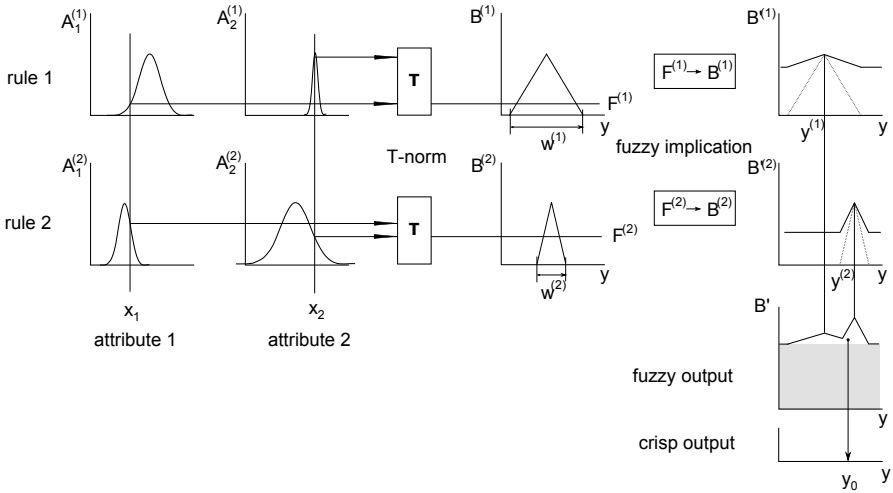 A₁⁽¹⁾ A₂⁽¹⁾ B⁽¹⁾ B'⁽¹⁾
rule 1
T
F⁽¹⁾ → B⁽¹⁾
F⁽¹⁾
y
w⁽¹⁾
y⁽¹⁾ y
T-norm
fuzzy implication
A₁⁽²⁾ A₂⁽²⁾ B⁽²⁾ B'⁽²⁾
rule 2
T
F⁽²⁾ → B⁽²⁾
F⁽²⁾
y
w⁽²⁾
y⁽²⁾ y
x₁ x₂
attribute 1 attribute 2
B'
fuzzy output
y
crisp output
y₀ y